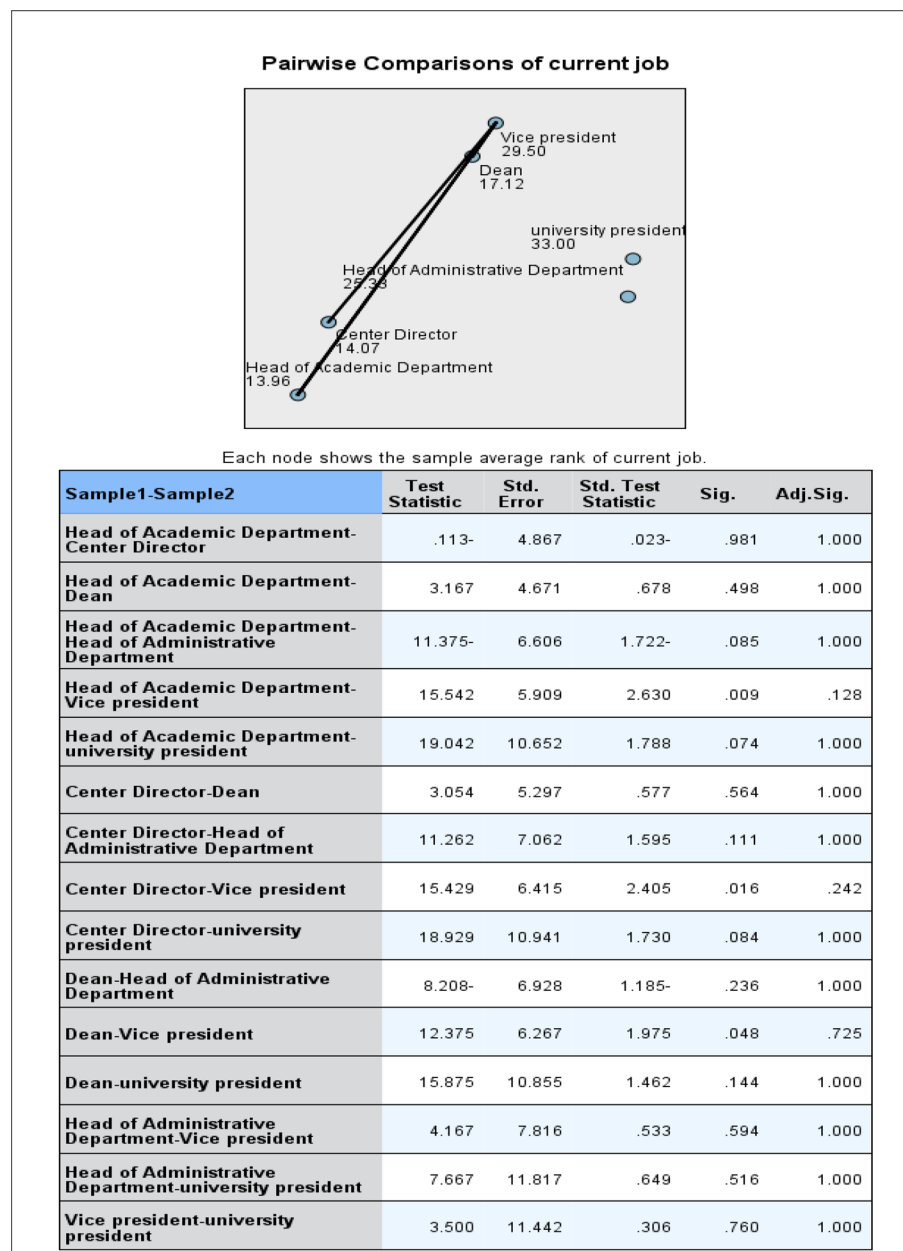 Pairwise Comparisons of current job
Vice president
29.50
Dean
17.12
university president
33.00
Head of Administrative Department
25.33
Center Director
14.07
Head of Academic Department
13.96
Each node shows the sample average rank of current job.
Sample1-Sample2 Test Statistic Std. Error Std. Test Statistic Sig. Adj.Sig.
Head of Academic Department-
Center Director .113- 4.867 .023- .981 1.000
Head of Academic Department-
Dean 3.167 4.671 .678 .498 1.000
Head of Academic Department-
Head of Administrative
Department 11.375- 6.606 1.722- .085 1.000
Head of Academic Department-
Vice president 15.542 5.909 2.630 .009 .128
Head of Academic Department-
university president 19.042 10.652 1.788 .074 1.000
Center Director-Dean 3.054 5.297 .577 .564 1.000
Center Director-Head of
Administrative Department 11.262 7.062 1.595 .111 1.000
Center Director-Vice president 15.429 6.415 2.405 .016 .242
Center Director-university
president 18.929 10.941 1.730 .084 1.000
Dean-Head of Administrative
Department 8.208- 6.928 1.185- .236 1.000
Dean-Vice president 12.375 6.267 1.975 .048 .725
Dean-university president 15.875 10.855 1.462 .144 1.000
Head of Administrative
Department-Vice president 4.167 7.816 .533 .594 1.000
Head of Administrative
Department-university president 7.667 11.817 .649 .516 1.000
Vice president-university
president 3.500 11.442 .306 .760 1.000